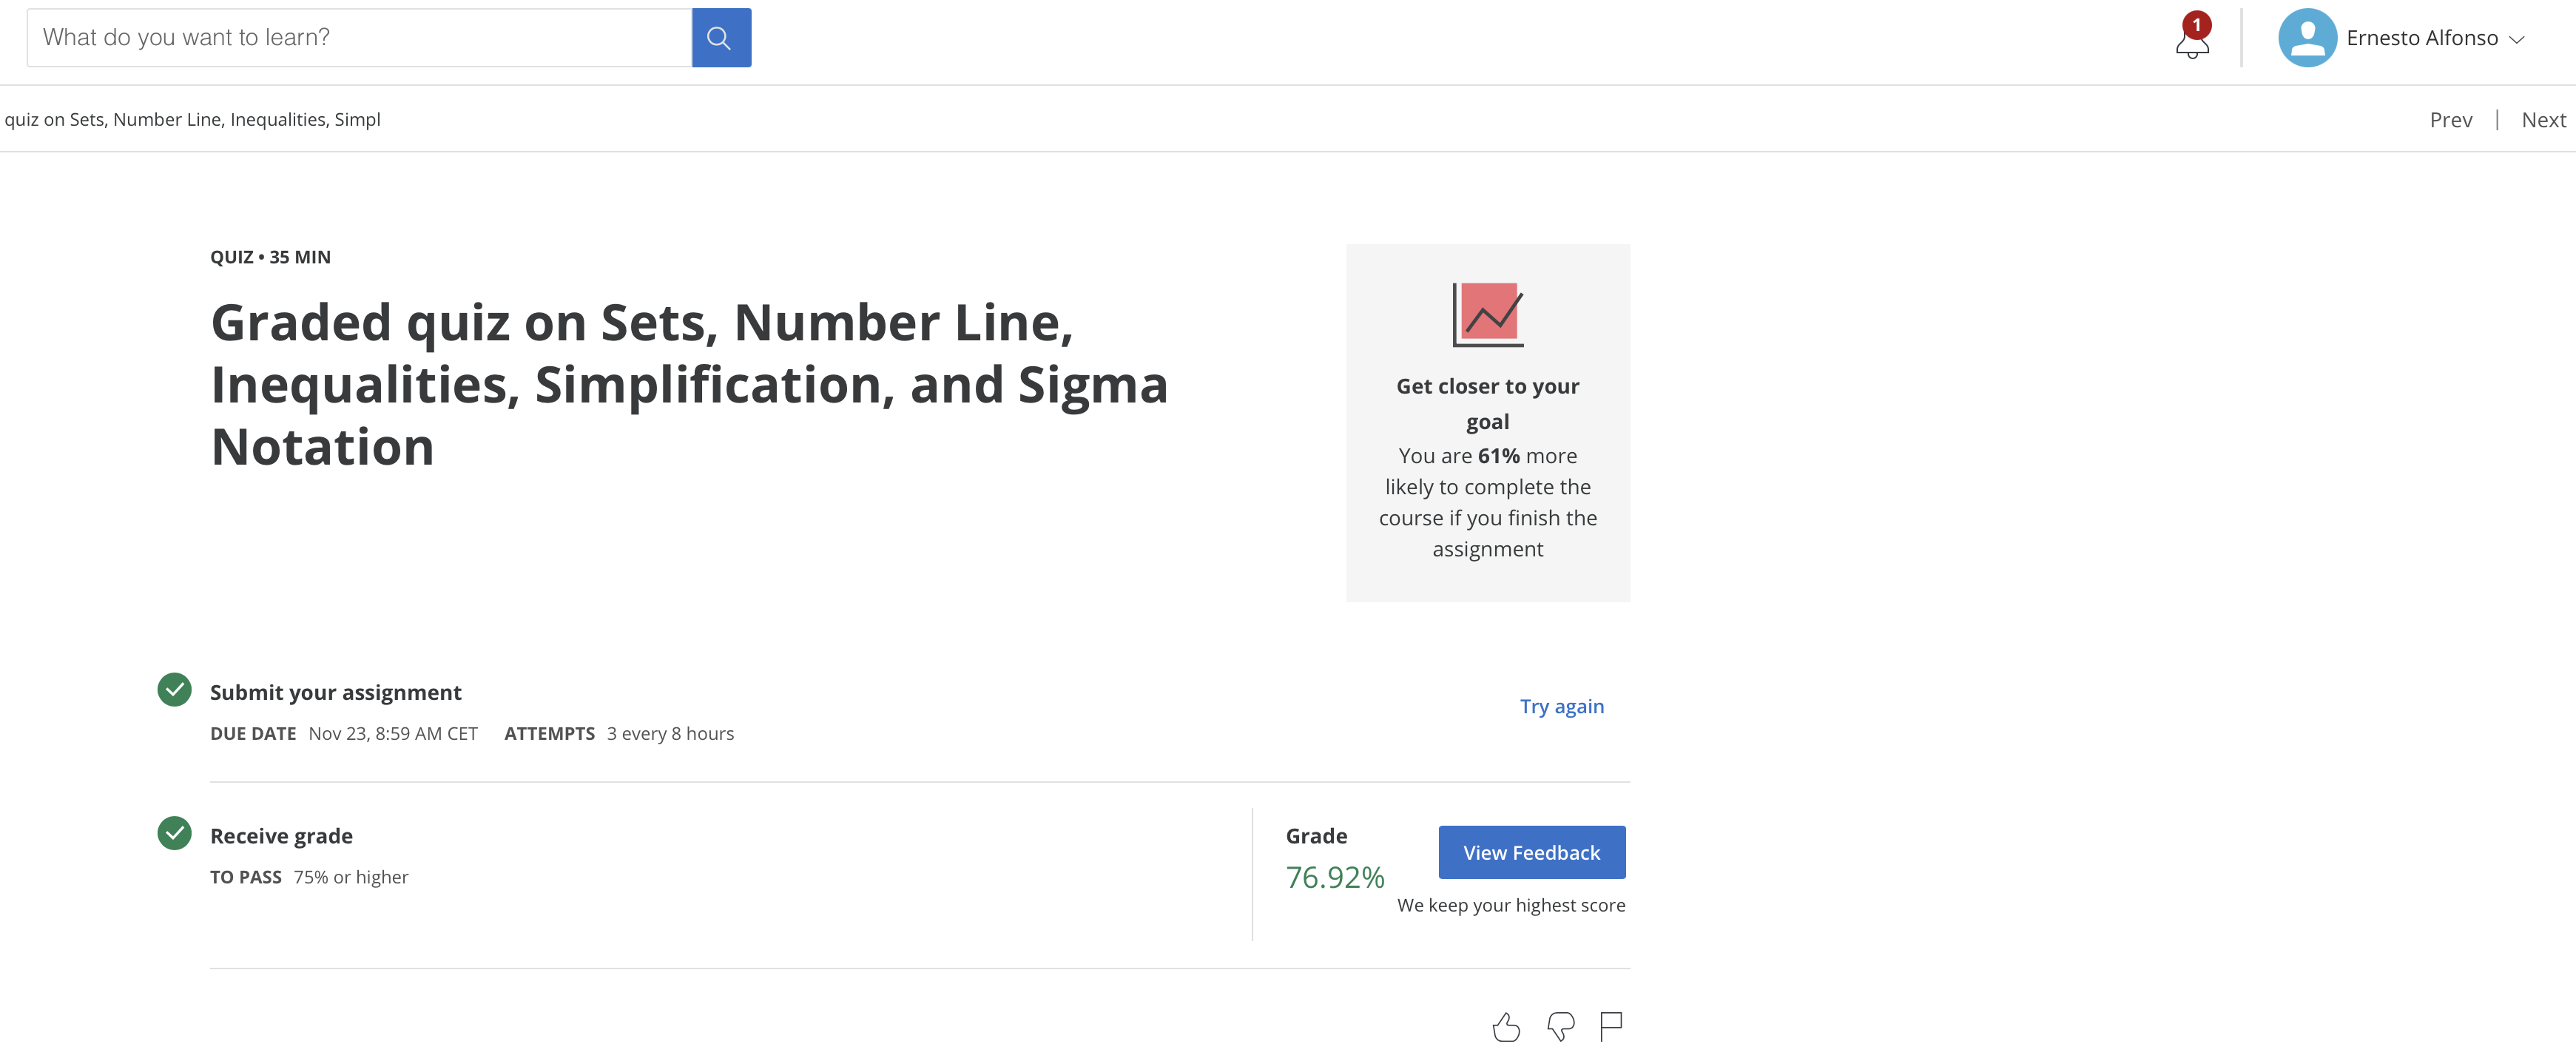 What do you want to learn?
1
Ernesto Alfonso
quiz on Sets, Number Line, Inequalities, Simpl
Prev | Next
QUIZ • 35 MIN
Graded quiz on Sets, Number Line,
Inequalities, Simplification, and Sigma
Notation
Get closer to your
goal
You are 61% more
likely to complete the
course if you finish the
assignment
Submit your assignment
Try again
DUE DATE Nov 23, 8:59 AM CET ATTEMPTS 3 every 8 hours
Receive grade
TO PASS 75% or higher
Grade
76.92%
View Feedback
We keep your highest score